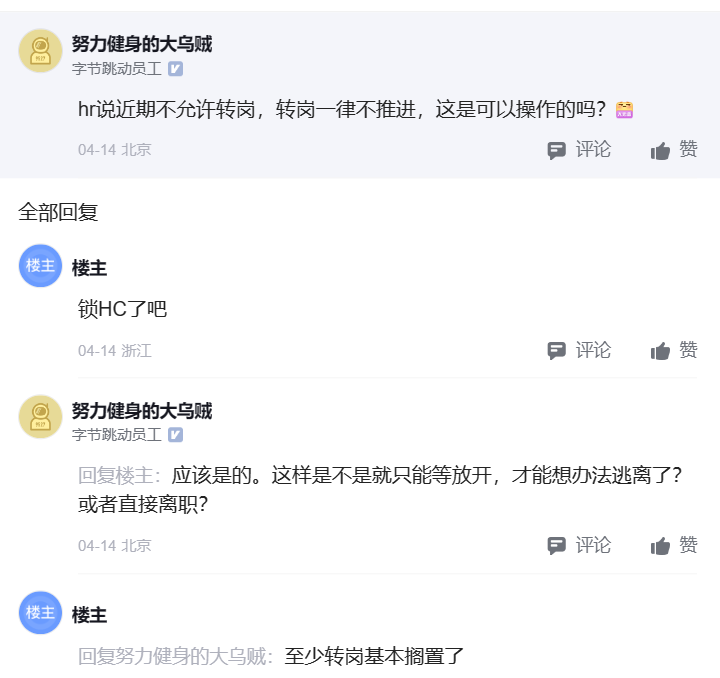 努力健身的大乌贼
字节跳动员工
hr说近期不允许转岗，转岗一律不推进，这是可以操作的吗？
04-14 北京
评论
赞
全部回复
楼主
楼主
锁HC了吧
04-14 浙江
评论
赞
努力健身的大乌贼
字节跳动员工
回复楼主：应该是的。这样是不是就只能等放开，才能想办法逃离了？
或者直接离职？
04-14 北京
评论
赞
楼主
楼主
回复努力健身的大乌贼：至少转岗基本搁置了